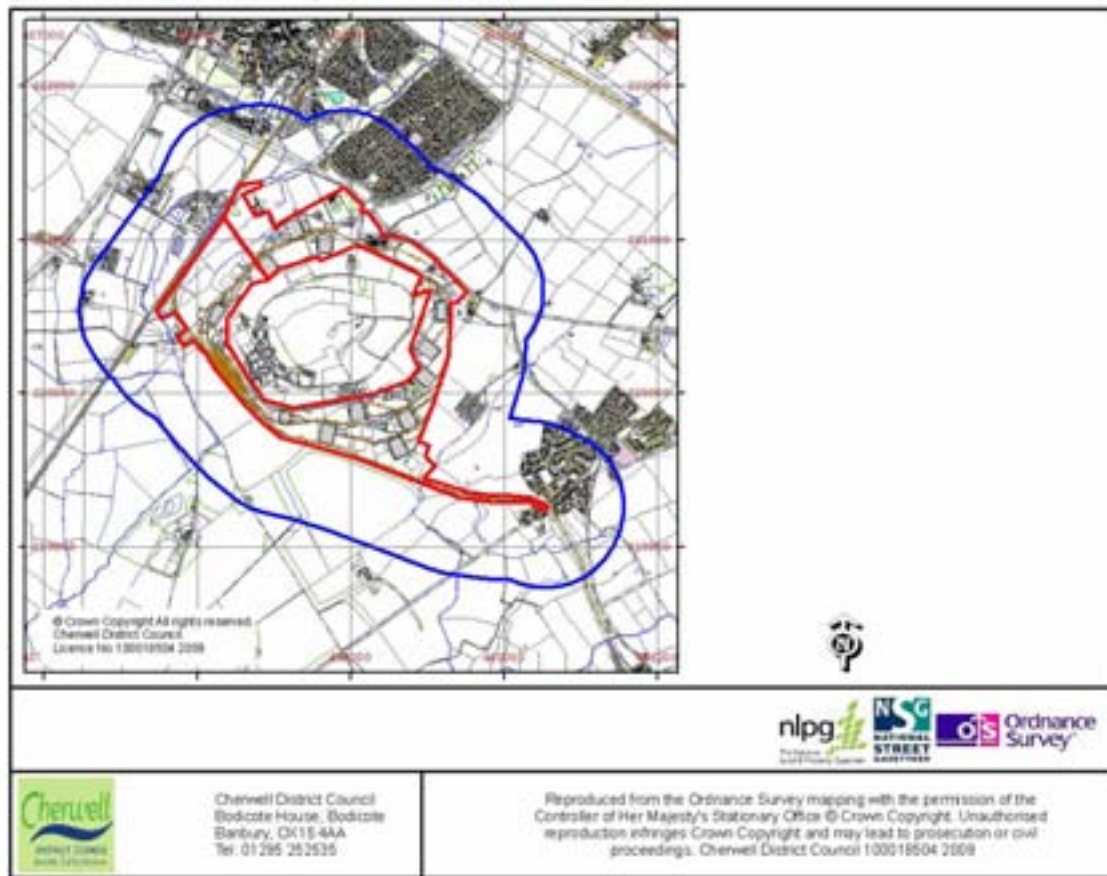 © Crown Copyright All rights reserved.
Cherwell District Council
Licence No 100018504 2009
N
nlpg
NSG
NATIONAL
STREET
GAZETTEER
OS
Ordnance
Survey
Cherwell
DISTRICT COUNCIL
Cherwell District Council
Bodicote House, Bodicote
Banbury, OX15 4AA
Tel: 01295 252535
Reproduced from the Ordnance Survey mapping with the permission of the
Controller of Her Majesty's Stationary Office © Crown Copyright. Unauthorised
reproduction infringes Crown Copyright and may lead to prosecution or civil
proceedings. Cherwell District Council 100018504 2009